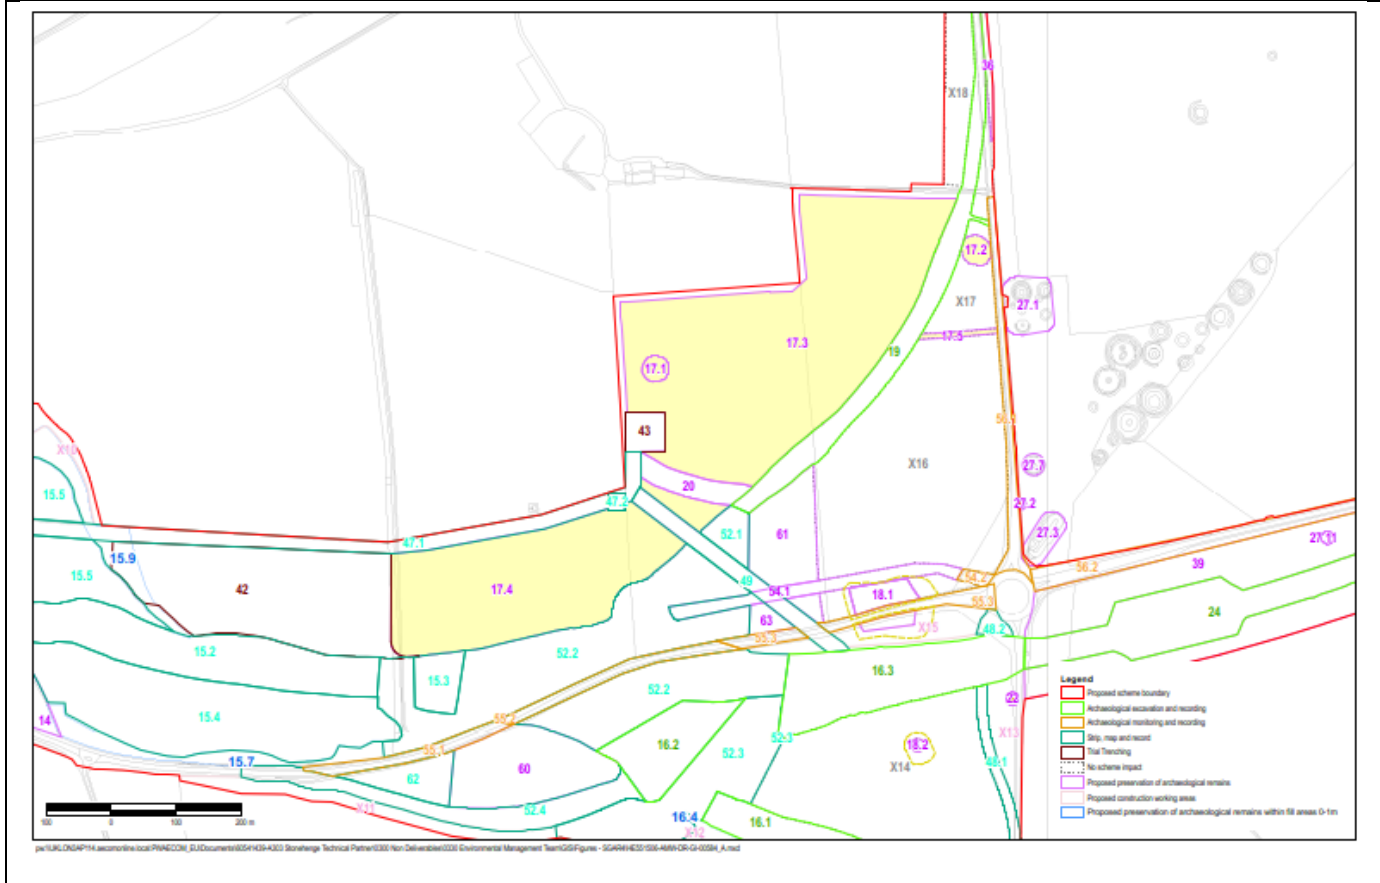 36
X18
17.2
X17
27.1
17.3
17.5
19
17.1
56.1
43
X16
27.7
X10
20
15.5
47.2
27.2
52.1
61
27.3
27.11
47.1
15.9
56.2
39
15.5
49
54.2
42
17.4
54.1
18.1
55.3
24
63
X15
48.2
55.3
15.2
52.2
16.3
15.3
52.2
22
14
15.4
55.2
X13
16.2
52.3
18.2
55.1
52.3
15.7
60
X14
48.1
62
X11
52.4
16.4
16.1
X12
Legend
Proposed scheme boundary
Archaeological excavation and recording
Archaeological monitoring and recording
Strip, map and record
Trial Trenching
No scheme impact
Proposed preservation of archaeological remains
Proposed construction working areas
Proposed preservation of archaeological remains within fill areas 0-1m
100 0 100 200 m